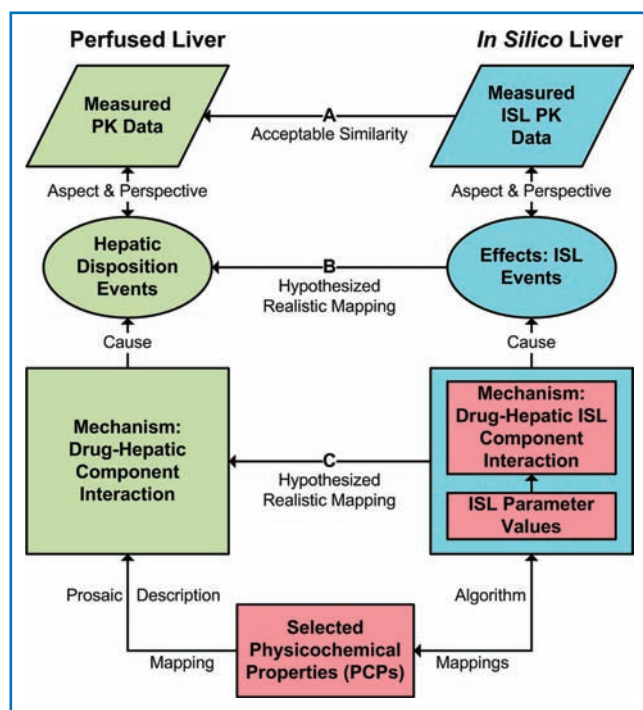 Perfused Liver
In Silico Liver
Measured
PK Data
A
Acceptable Similarity
Measured
ISL PK
Data
Aspect & Perspective
Aspect & Perspective
Hepatic
Disposition
Events
B
Hypothesized
Realistic Mapping
Effects: ISL
Events
Cause
Cause
Mechanism:
Drug-Hepatic
Component
Interaction
C
Hypothesized
Realistic Mapping
Mechanism:
Drug-Hepatic ISL
Component
Interaction
ISL Parameter
Values
Prosaic Description
Mapping
Selected
Physicochemical
Properties (PCPs)
Algorithm
Mappings